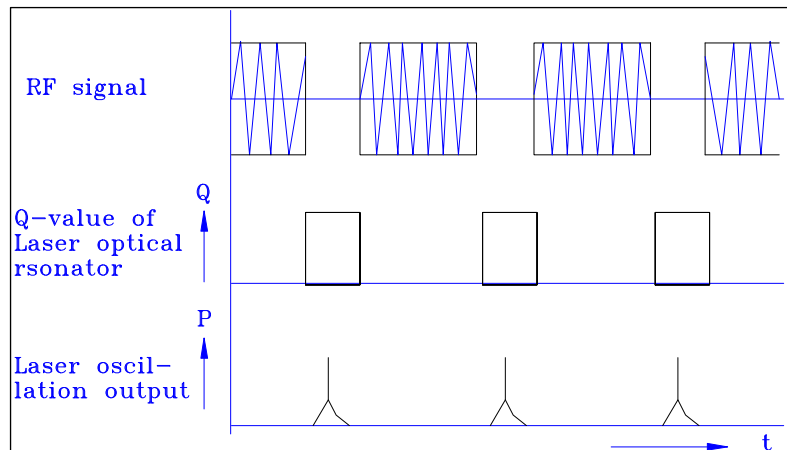 RF signal
Q
Q-value of
Laser optical
rsonator
P
Laser oscil-
lation output
t